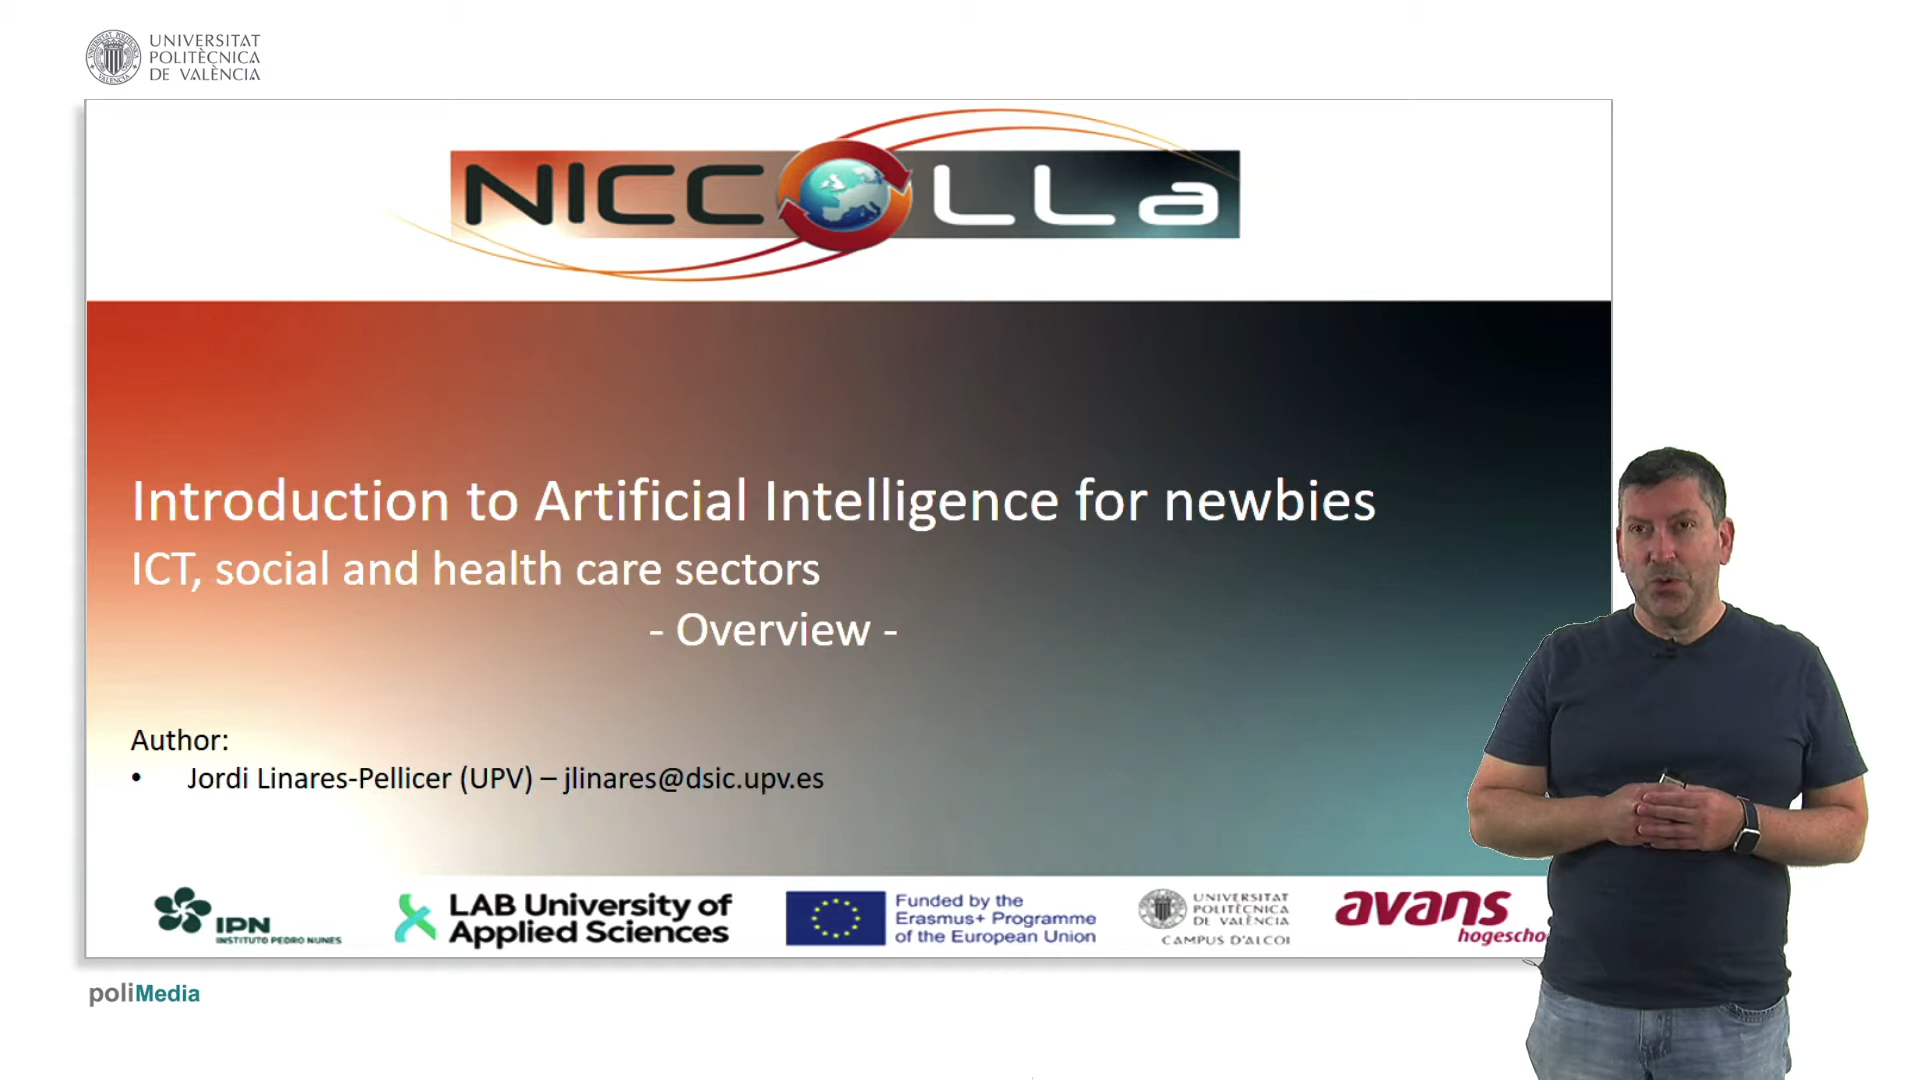 UNIVERSITAT
POLITÈCNICA
DE VALÈNCIA
NICCOLLa
Introduction to Artificial Intelligence for newbies
ICT, social and health care sectors
- Overview -
Author:
• Jordi Linares-Pellicer (UPV) – jlinares@dsic.upv.es
IPN
INSTITUTO PEDRO NUNES
LAB University of
Applied Sciences
Funded by the
Erasmus+ Programme
of the European Union
UNIVERSITAT
POLITÈCNICA
DE VALÈNCIA
CAMPUS D'ALCOI
avans
hogescho
poliMedia